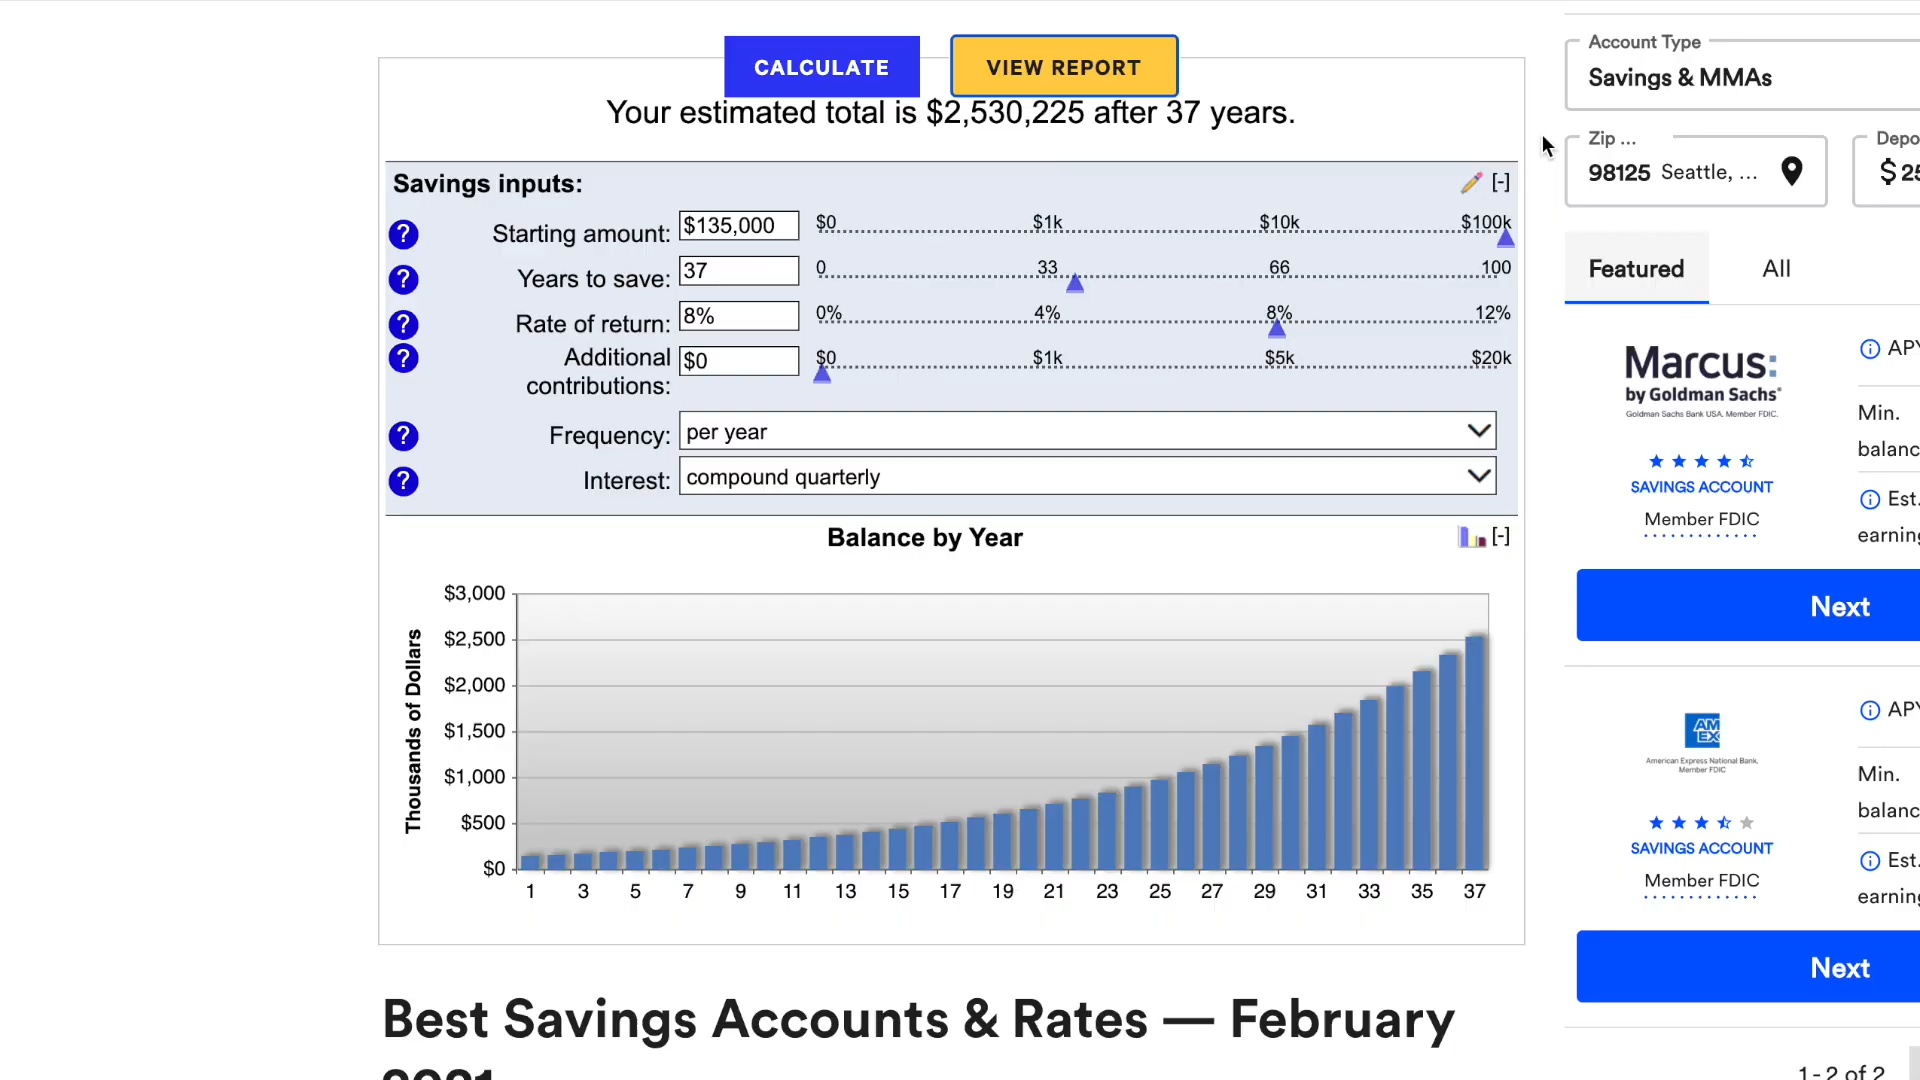 CALCULATE
VIEW REPORT
Your estimated total is $2,530,225 after 37 years.
Savings inputs:
[-]
? Starting amount: $135,000 $0 $1k $10k $100k
? Years to save: 37 0 33 66 100
? Rate of return: 8% 0% 4% 8% 12%
? Additional contributions: $0 $0 $1k $5k $20k
? Frequency: per year
? Interest: compound quarterly
Balance by Year
[-]
Thousands of Dollars
$3,000
$2,500
$2,000
$1,500
$1,000
$500
$0
1 3 5 7 9 11 13 15 17 19 21 23 25 27 29 31 33 35 37
Best Savings Accounts & Rates — February
Account Type
Savings & MMAs
Zip ...
98125 Seattle, ...
Depo
$ 25
Featured
All
Marcus:
by Goldman Sachs®
Goldman Sachs Bank USA. Member FDIC.
SAVINGS ACCOUNT
Member FDIC
APY
Min.
balanc
Est.
earning
Next
AM
EX
American Express National Bank.
Member FDIC
SAVINGS ACCOUNT
Member FDIC
APY
Min.
balanc
Est.
earning
Next
1-2 of 2